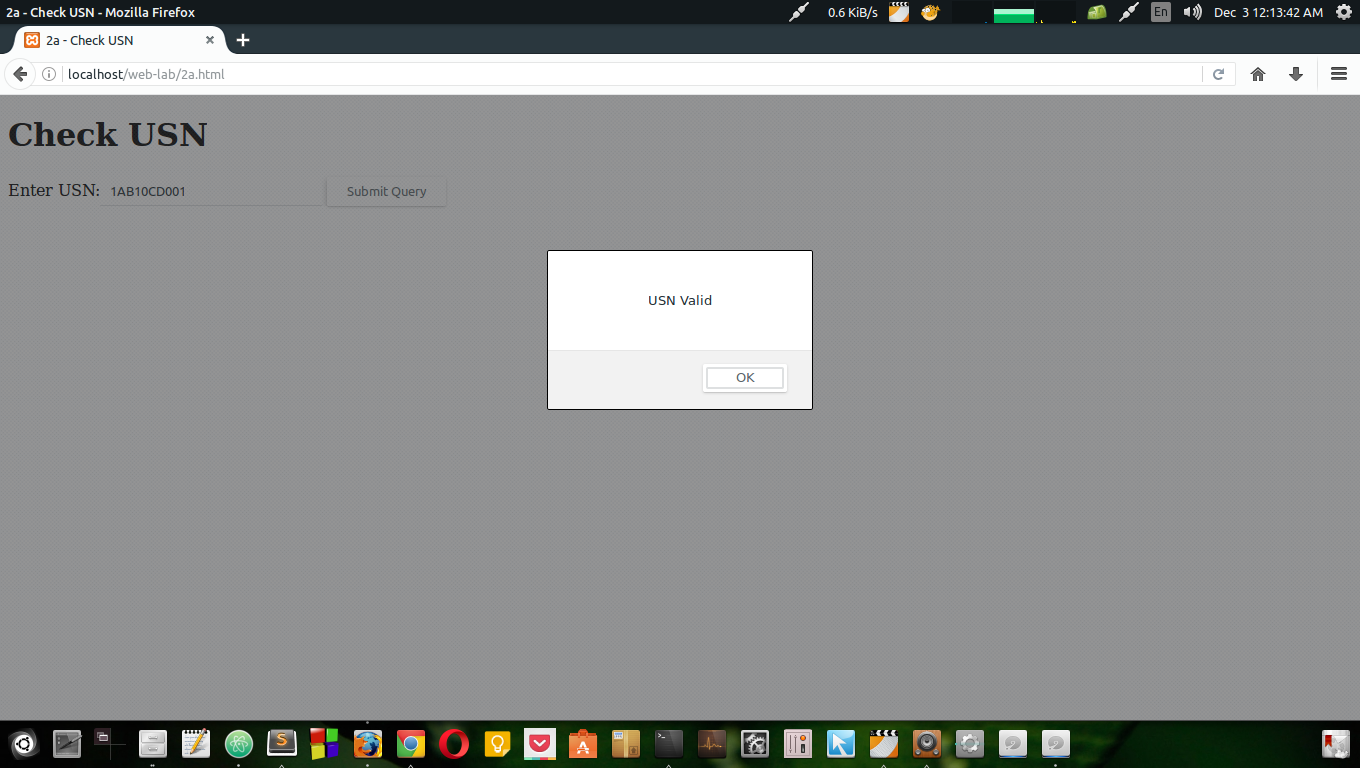 2a - Check USN - Mozilla Firefox
0.6 KiB/s
En
Dec 3 12:13:42 AM
2a - Check USN
localhost/web-lab/2a.html
Check USN
Enter USN: 1AB10CD001 Submit Query
USN Valid
OK